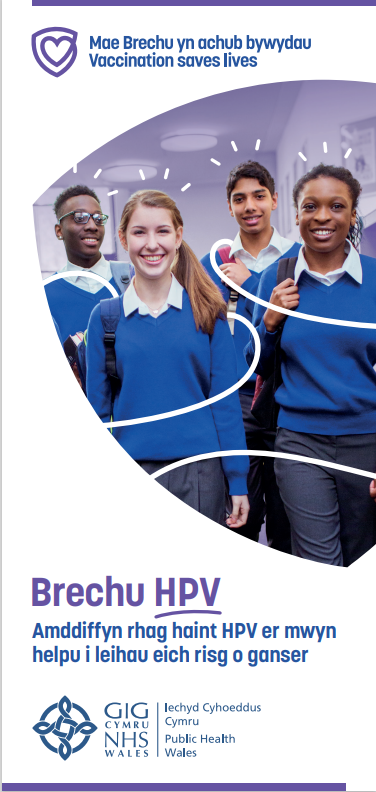 Mae Brechu yn achub bywydau
Vaccination saves lives
Brechu HPV
Amddiffyn rhag haint HPV er mwyn
helpu i leihau eich risg o ganser
GIG
CYMRU
NHS
WALES
Iechyd Cyhoeddus
Cymru
Public Health
Wales